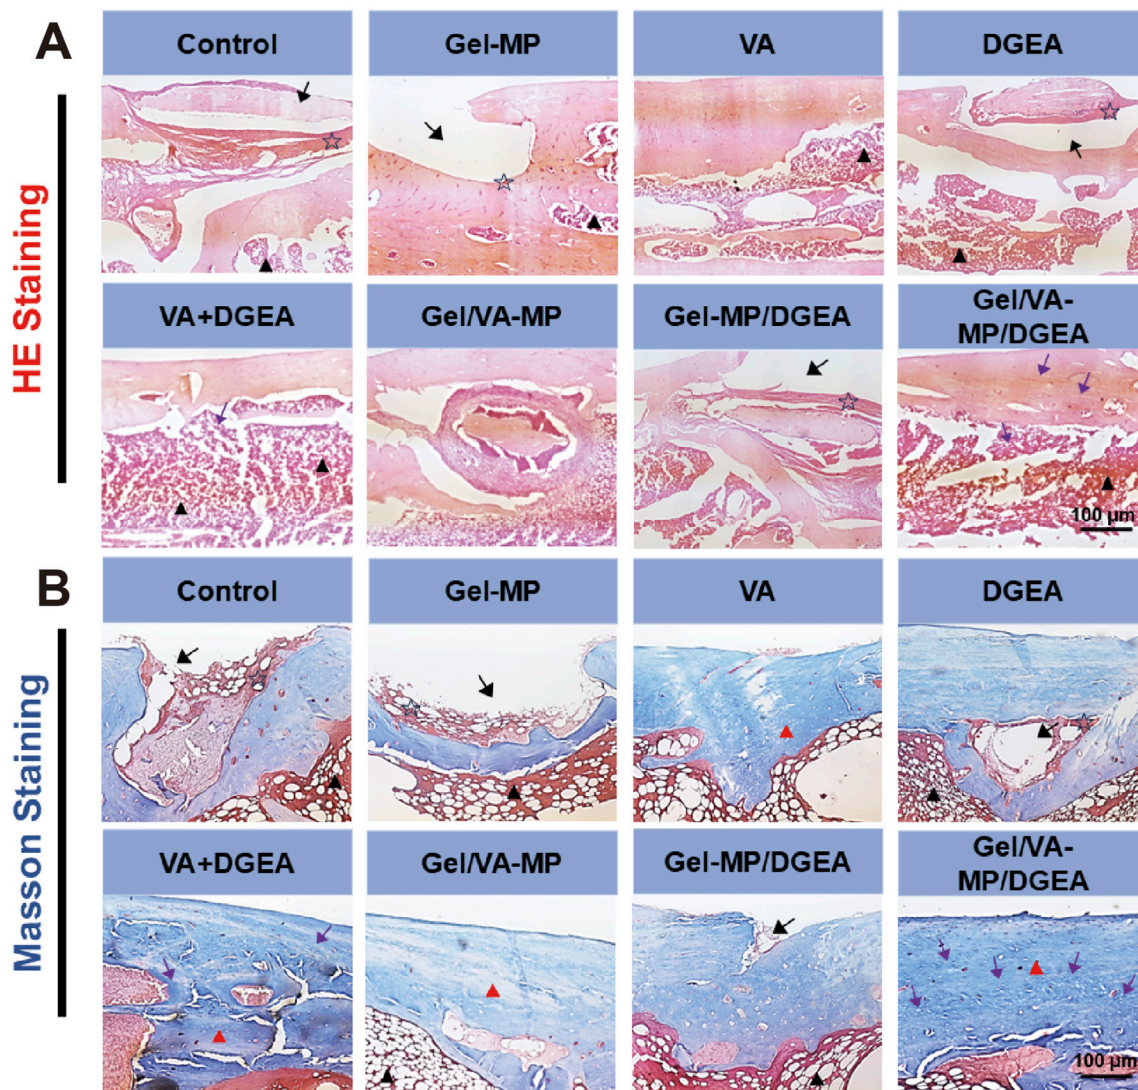 A
HE Staining
Control
Gel-MP
VA
DGEA
VA+DGEA
Gel/VA-MP
Gel-MP/DGEA
Gel/VA-
MP/DGEA
100 µm
B
Masson Staining
Control
Gel-MP
VA
DGEA
VA+DGEA
Gel/VA-MP
Gel-MP/DGEA
Gel/VA-
MP/DGEA
100 µm